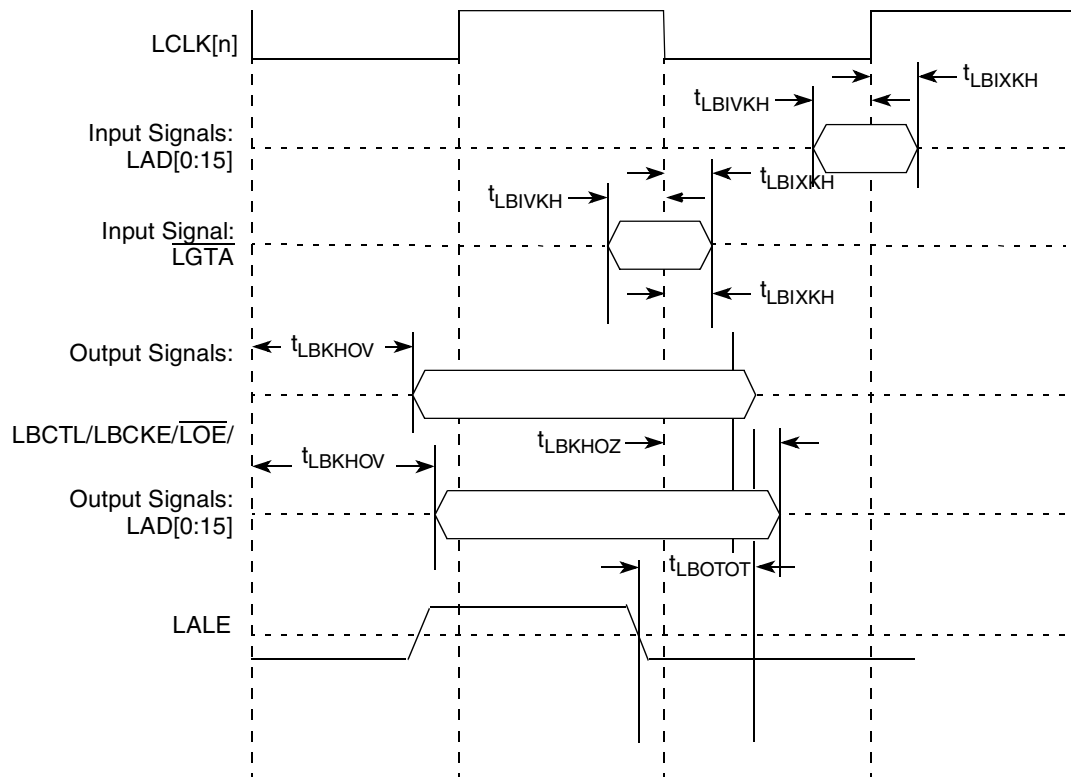 LCLK[n]
tLBIXKH
tLBIVKH
Input Signals:
LAD[0:15]
tLBIXKH
tLBIVKH
Input Signal:
LGTA
tLBIXKH
Output Signals:
tLBKHOV
LBCTL/LBCKE/LOE/
tLBKHOZ
tLBKHOV
Output Signals:
LAD[0:15]
tLBOTOT
LALE